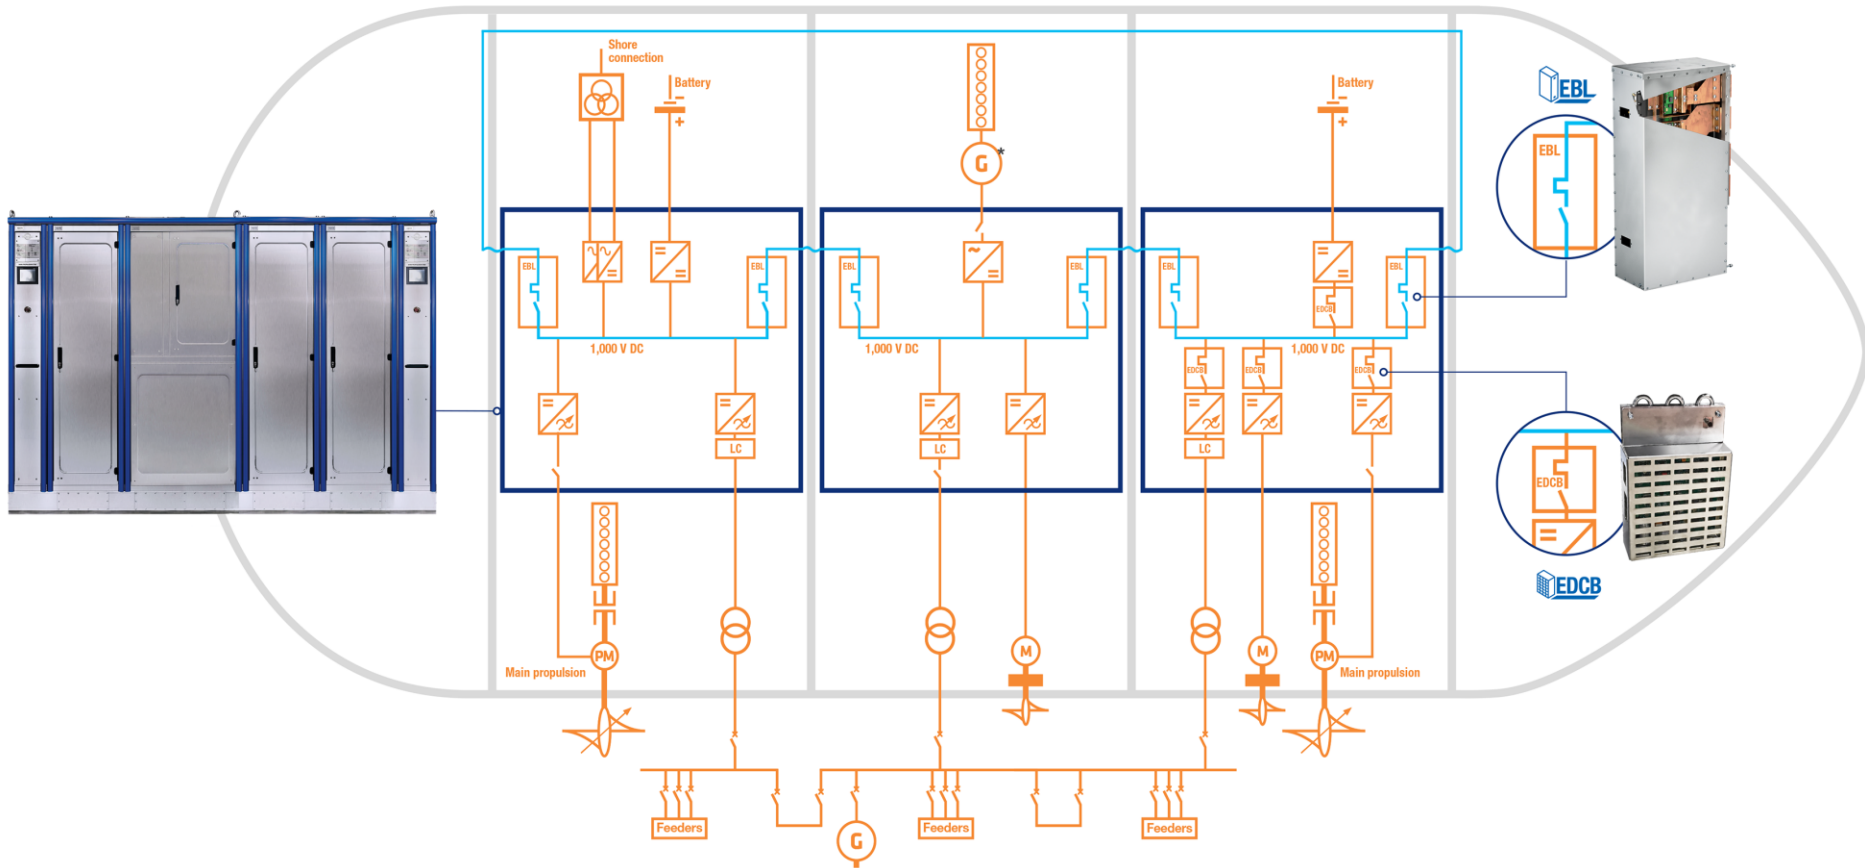 Shore
connection
Battery
-
+
G*
Battery
-
+
EBL
EBL
EBL
EBL
EBL
EBL
EDCB
1,000 V DC
1,000 V DC
1,000 V DC
EDCB
EDCB
EDCB
LC
LC
LC
PM
Main propulsion
M
M
PM
Main propulsion
Feeders
G
Feeders
Feeders
EBL
EBL
EDCB
EDCB